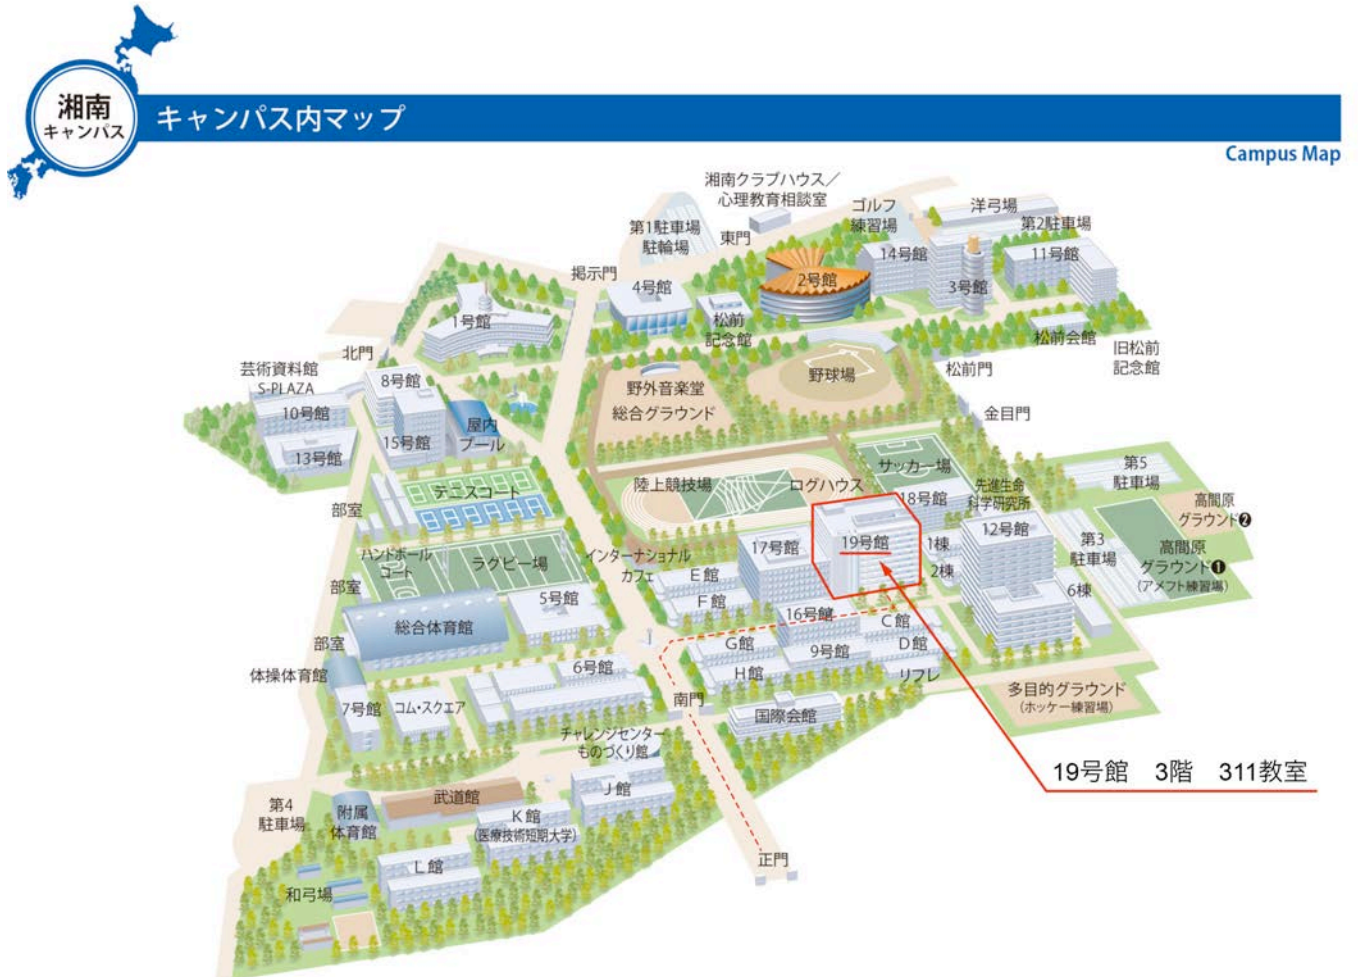 湘南
キャンパス
キャンパス内マップ
Campus Map
湘南クラブハウス／
心理教育相談室
第1駐車場
駐輪場
東門
ゴルフ
練習場
洋弓場
第2駐車場
掲示門
4号館
2号館
14号館
3号館
11号館
1号館
松前
記念館
松前会館
旧松前
記念館
北門
芸術資料館
S-PLAZA
8号館
10号館
15号館
屋内
プール
13号館
野外音楽堂
総合グラウンド
野球場
松前門
金目門
テニスコート
部室
陸上競技場
ログハウス
サッカー場
18号館
先進生命
科学研究所
第5
駐車場
高間原
グラウンド❷
ハンドボール
コート
ラグビー場
インターナショナル
カフェ
17号館
19号館
1棟
2棟
12号館
第3
駐車場
高間原
グラウンド❶
（アメフト練習場）
6棟
部室
E館
F館
5号館
総合体育館
16号館
C館
部室
G館
9号館
D館
体操体育館
6号館
H館
リフレ
7号館
コム・スクエア
南門
国際会館
多目的グラウンド
（ホッケー練習場）
チャレンジセンター
ものづくり館
19号館　3階　311教室
第4
駐車場
附属
体育館
武道館
J館
K館
（医療技術短期大学）
L館
正門
和弓場